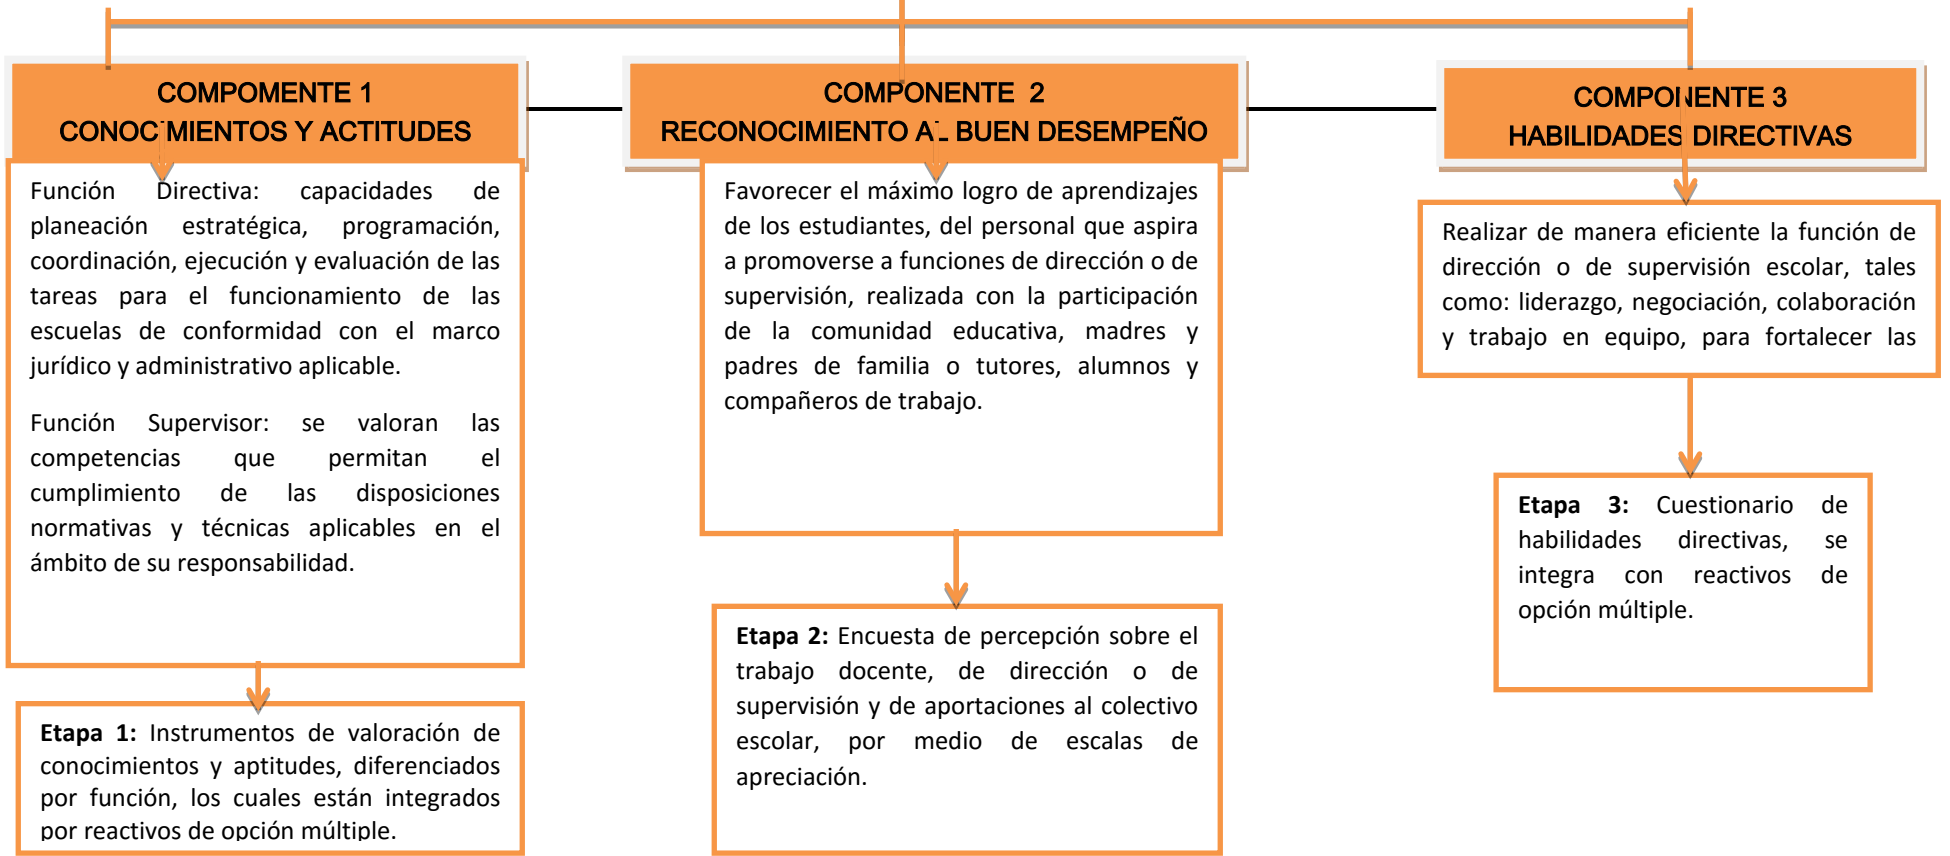 COMPOMENTE 1
CONOCIMIENTOS Y ACTITUDES
Función Directiva: capacidades de
planeación estratégica, programación,
coordinación, ejecución y evaluación de las
tareas para el funcionamiento de las
escuelas de conformidad con el marco
jurídico y administrativo aplicable.
Función Supervisor: se valoran las
competencias que permitan el
cumplimiento de las disposiciones
normativas y técnicas aplicables en el
ámbito de su responsabilidad.
Etapa 1: Instrumentos de valoración de
conocimientos y aptitudes, diferenciados
por función, los cuales están integrados
por reactivos de opción múltiple.
COMPONENTE 2
RECONOCIMIENTO AL BUEN DESEMPEÑO
Favorecer el máximo logro de aprendizajes
de los estudiantes, del personal que aspira
a promoverse a funciones de dirección o de
supervisión, realizada con la participación
de la comunidad educativa, madres y
padres de familia o tutores, alumnos y
compañeros de trabajo.
Etapa 2: Encuesta de percepción sobre el
trabajo docente, de dirección o de
supervisión y de aportaciones al colectivo
escolar, por medio de escalas de
apreciación.
COMPONENTE 3
HABILIDADES DIRECTIVAS
Realizar de manera eficiente la función de
dirección o de supervisión escolar, tales
como: liderazgo, negociación, colaboración
y trabajo en equipo, para fortalecer las
Etapa 3: Cuestionario de
habilidades directivas, se
integra con reactivos de
opción múltiple.